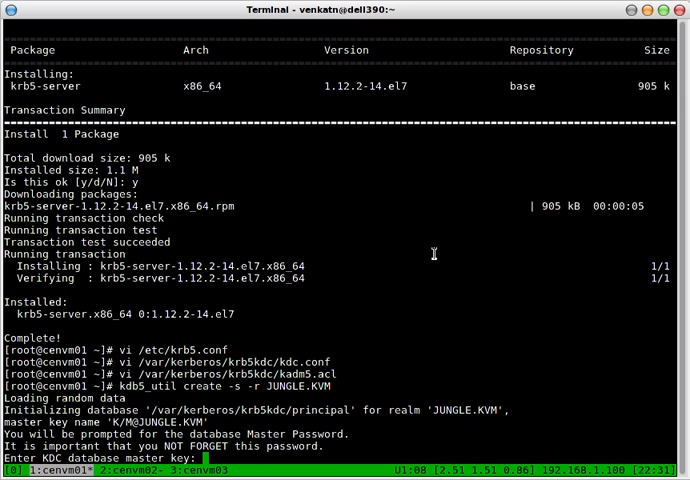 Terminal - venkatn@dell390:~
Package Arch Version Repository Size
Installing:
krb5-server x86_64 1.12.2-14.el7 base 905 k
Transaction Summary
Install 1 Package
Total download size: 905 k
Installed size: 1.1 M
Is this ok [y/d/N]: y
Downloading packages:
krb5-server-1.12.2-14.el7.x86_64.rpm | 905 kB 00:00:05
Running transaction check
Running transaction test
Transaction test succeeded
Running transaction
Installing : krb5-server-1.12.2-14.el7.x86_64 1/1
Verifying : krb5-server-1.12.2-14.el7.x86_64 1/1
Installed:
krb5-server.x86_64 0:1.12.2-14.el7
Complete!
[root@cenvm01 ~]# vi /etc/krb5.conf
[root@cenvm01 ~]# vi /var/kerberos/krb5kdc/kdc.conf
[root@cenvm01 ~]# vi /var/kerberos/krb5kdc/kadm5.acl
[root@cenvm01 ~]# kdb5_util create -s -r JUNGLE.KVM
Loading random data
Initializing database '/var/kerberos/krb5kdc/principal' for realm 'JUNGLE.KVM',
master key name 'K/M@JUNGLE.KVM'
You will be prompted for the database Master Password.
It is important that you NOT FORGET this password.
Enter KDC database master key:
[0] 1:cenvm01* 2:cenvm02- 3:cenvm03 U1:08 [2.51 1.51 0.86] 192.168.1.100 [22:31]